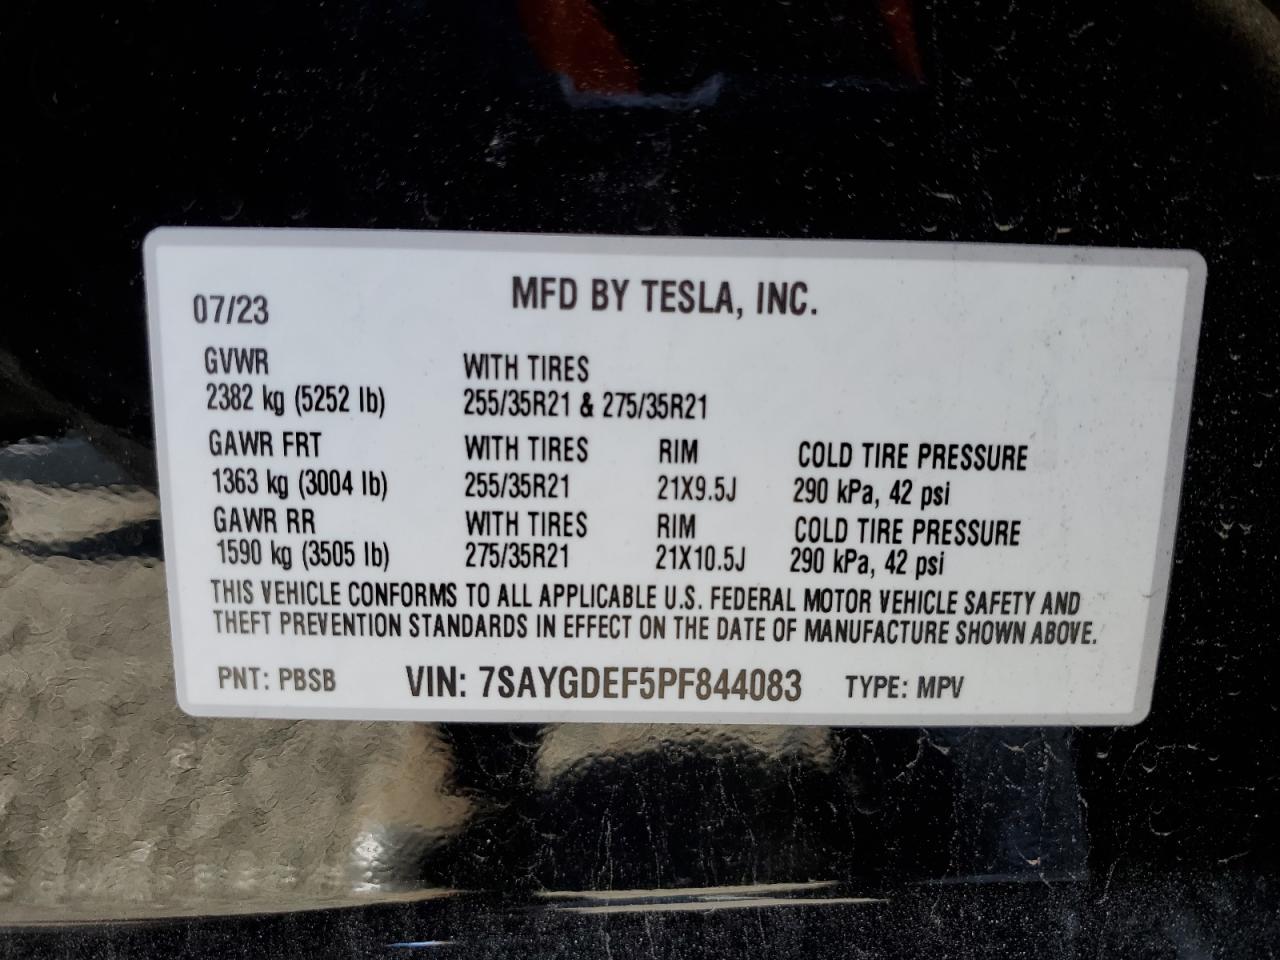 MFD BY TESLA, INC.
07/23
GVWR WITH TIRES
2382 kg (5252 lb) 255/35R21 & 275/35R21
GAWR FRT WITH TIRES RIM COLD TIRE PRESSURE
1363 kg (3004 lb) 255/35R21 21X9.5J 290 kPa, 42 psi
GAWR RR WITH TIRES RIM COLD TIRE PRESSURE
1590 kg (3505 lb) 275/35R21 21X10.5J 290 kPa, 42 psi
THIS VEHICLE CONFORMS TO ALL APPLICABLE U.S. FEDERAL MOTOR VEHICLE SAFETY AND
THEFT PREVENTION STANDARDS IN EFFECT ON THE DATE OF MANUFACTURE SHOWN ABOVE.
PNT: PBSB VIN: 7SAYGDEF5PF844083 TYPE: MPV